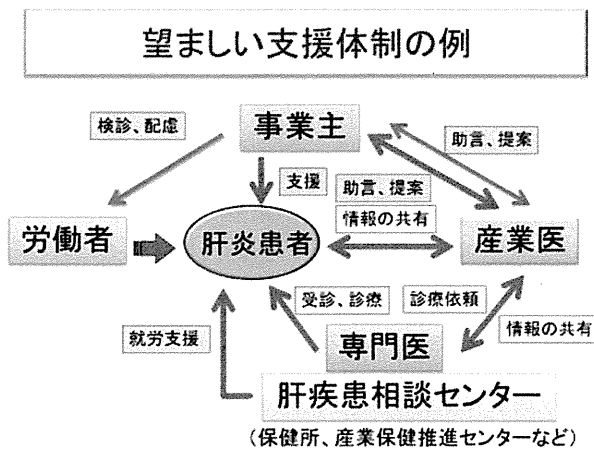 望ましい支援体制の例
検診、配慮
事業主
助言、提案
支援
助言、提案
情報の共有
労働者
肝炎患者
産業医
受診、診療
診療依頼
就労支援
専門医
情報の共有
肝疾患相談センター
（保健所、産業保健推進センターなど）